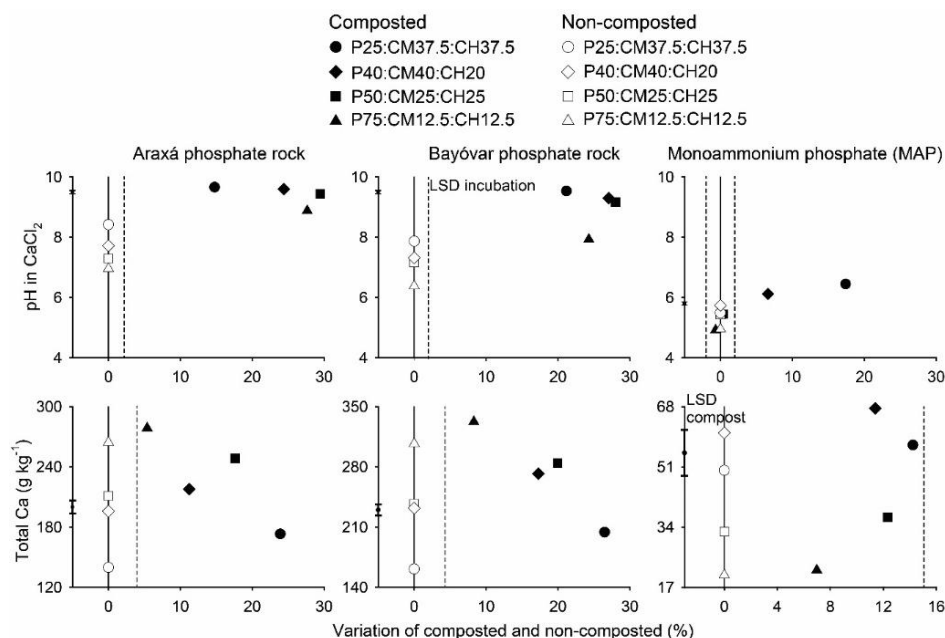 Composted Non-composted
P25:CM37.5:CH37.5 P25:CM37.5:CH37.5
P40:CM40:CH20 P40:CM40:CH20
P50:CM25:CH25 P50:CM25:CH25
P75:CM12.5:CH12.5 P75:CM12.5:CH12.5
Araxá phosphate rock Bayóvar phosphate rock Monoammonium phosphate (MAP)
pH in CaCl₂
10 8 6 4
0 10 20 30
LSD incubation
10 8 6 4
0 10 20 30
10 8 6 4
0 10 20 30
Total Ca (g kg⁻¹)
300 240 180 120
0 10 20 30
350 280 210 140
0 10 20 30
LSD
compost
68 51 34 17
0 4 8 12 16
Variation of composted and non-composted (%)